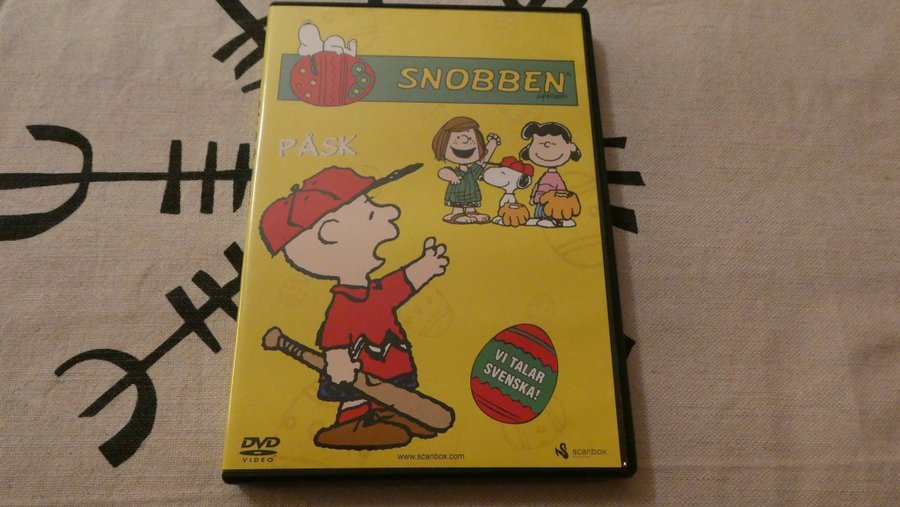 SNOBBEN
PÅSK
VI TALAR
SVENSKA!
DVD
VIDEO
www.scanbox.com
scanbox